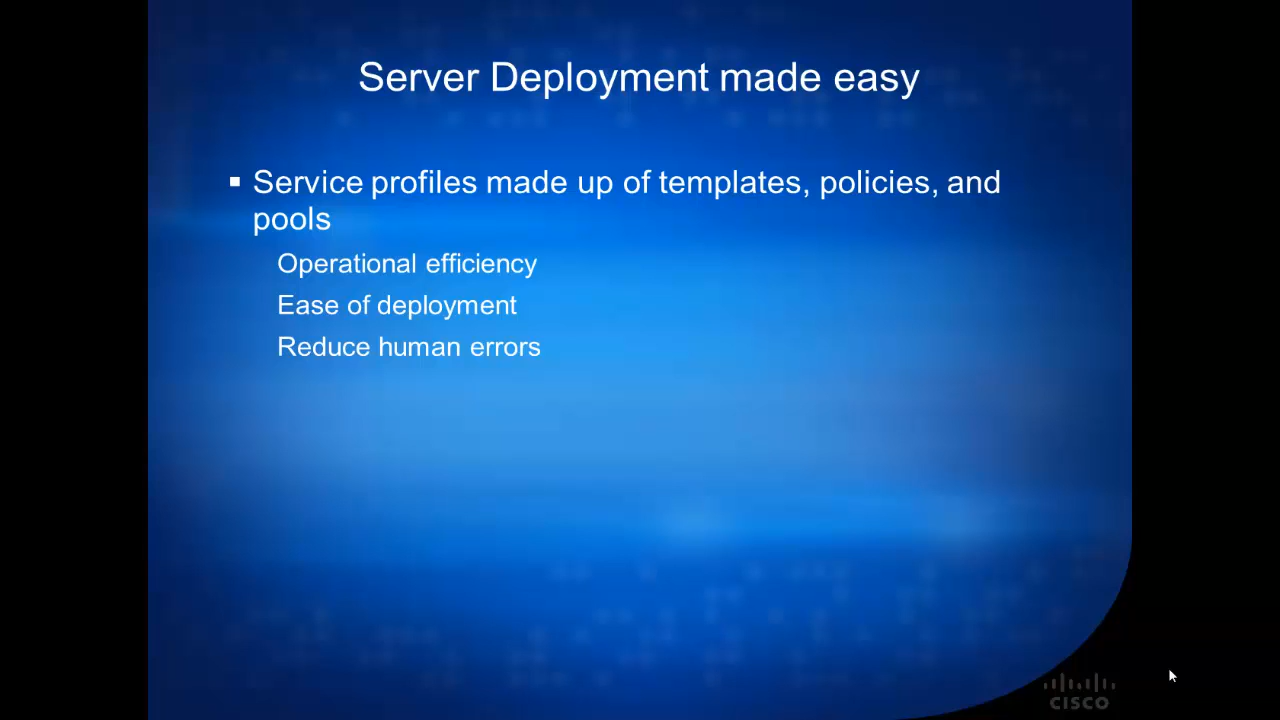 Server Deployment made easy
▪ Service profiles made up of templates, policies, and
pools
Operational efficiency
Ease of deployment
Reduce human errors
CISCO